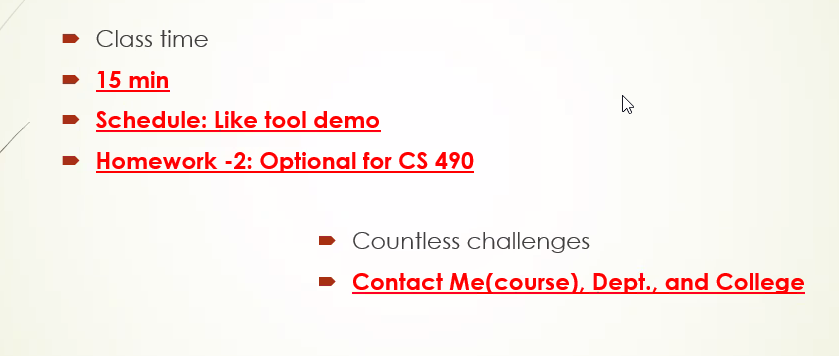 Class time
15 min
Schedule: Like tool demo
Homework -2: Optional for CS 490
Countless challenges
Contact Me(course), Dept., and College